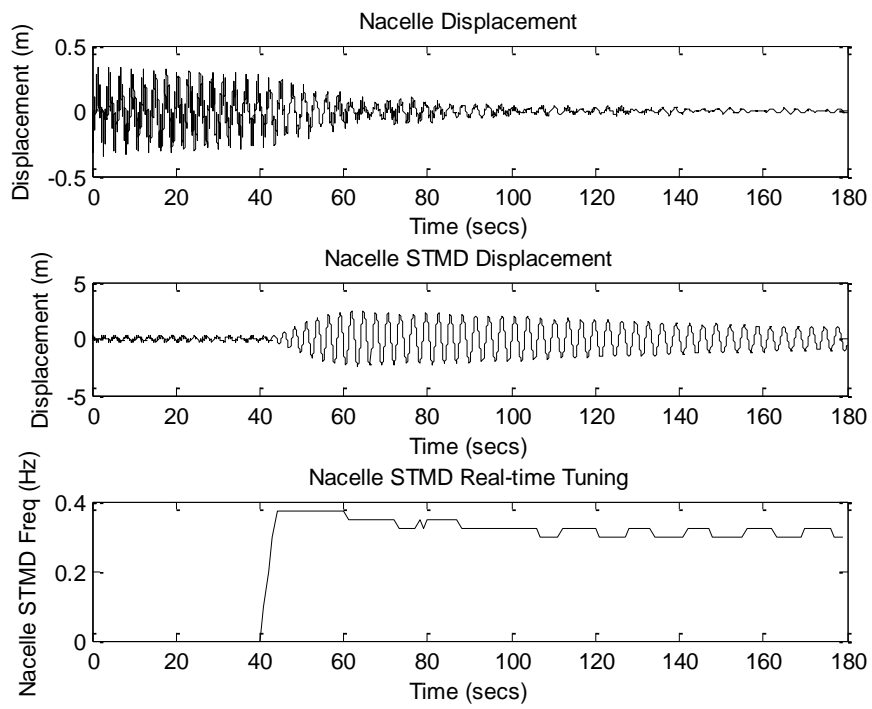 Nacelle Displacement
Displacement (m)
0.5
0
-0.5
0 20 40 60 80 100 120 140 160 180
Time (secs)
Nacelle STMD Displacement
Displacement (m)
5
0
-5
0 20 40 60 80 100 120 140 160 180
Time (secs)
Nacelle STMD Real-time Tuning
Nacelle STMD Freq (Hz)
0.4
0.2
0
0 20 40 60 80 100 120 140 160 180
Time (secs)